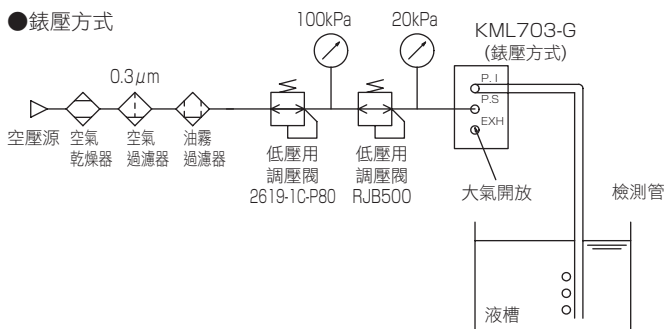 ●錶壓方式
100kPa
20kPa
KML703-G
(錶壓方式)
0.3μm
P.I
P.S
EXH
空壓源
空氣
乾燥器
空氣
過濾器
油霧
過濾器
低壓用
調壓閥
2619-1C-P80
低壓用
調壓閥
RJB500
大氣開放
檢測管
液槽